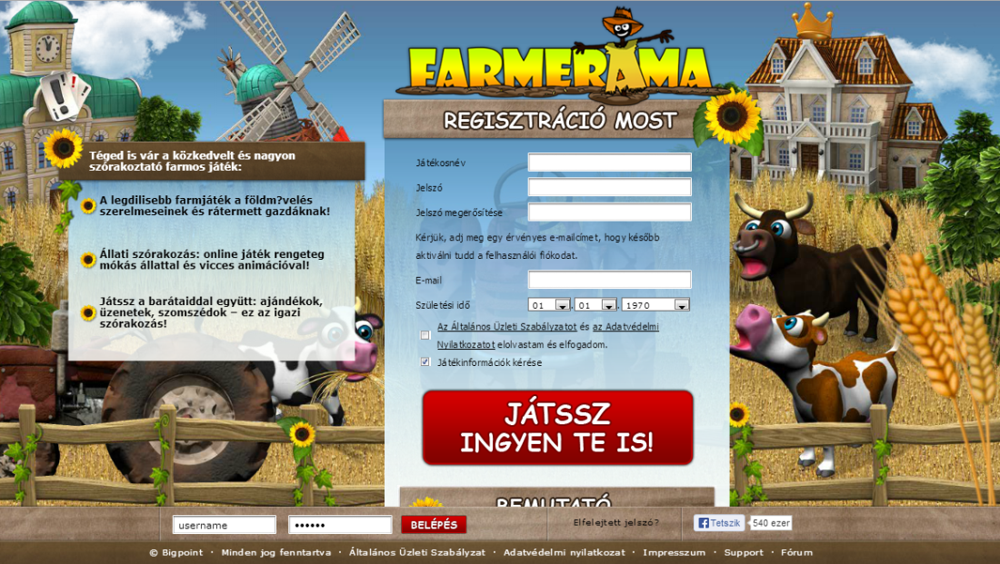 FARMERAMA
REGISZTRÁCIÓ MOST
Téged is vár a közkedvelt és nagyon
szórakoztató farmos játék:
A legdilisebb farmjáték a földm?velés
szerelmeseinek és rátermett gazdáknak!
Állati szórakozás: online játék rengeteg
mókás állattal és vicces animációval!
Játssz a barátaiddal együtt: ajándékok,
üzenetek, szomszédok – ez az igazi
szórakozás!
Játékosnév
Jelszó
Jelszó megerősítése
Kérjük, adj meg egy érvényes e-mailcímet, hogy később
aktiválni tudd a felhasználói fiókodat.
E-mail
Születési idő 01 . 01 . 1970
Az Általános Üzleti Szabályzatot és az Adatvédelmi
Nyilatkozatot elolvastam és elfogadom.
Játékinformációk kérése
JÁTSSZ
INGYEN TE IS!
BEMUTATÓ
username •••••• BELÉPÉS Elfelejtett jelszó? Tetszik 540 ezer
© Bigpoint · Minden jog fenntartva · Általános Üzleti Szabályzat · Adatvédelmi nyilatkozat · Impresszum · Support · Fórum